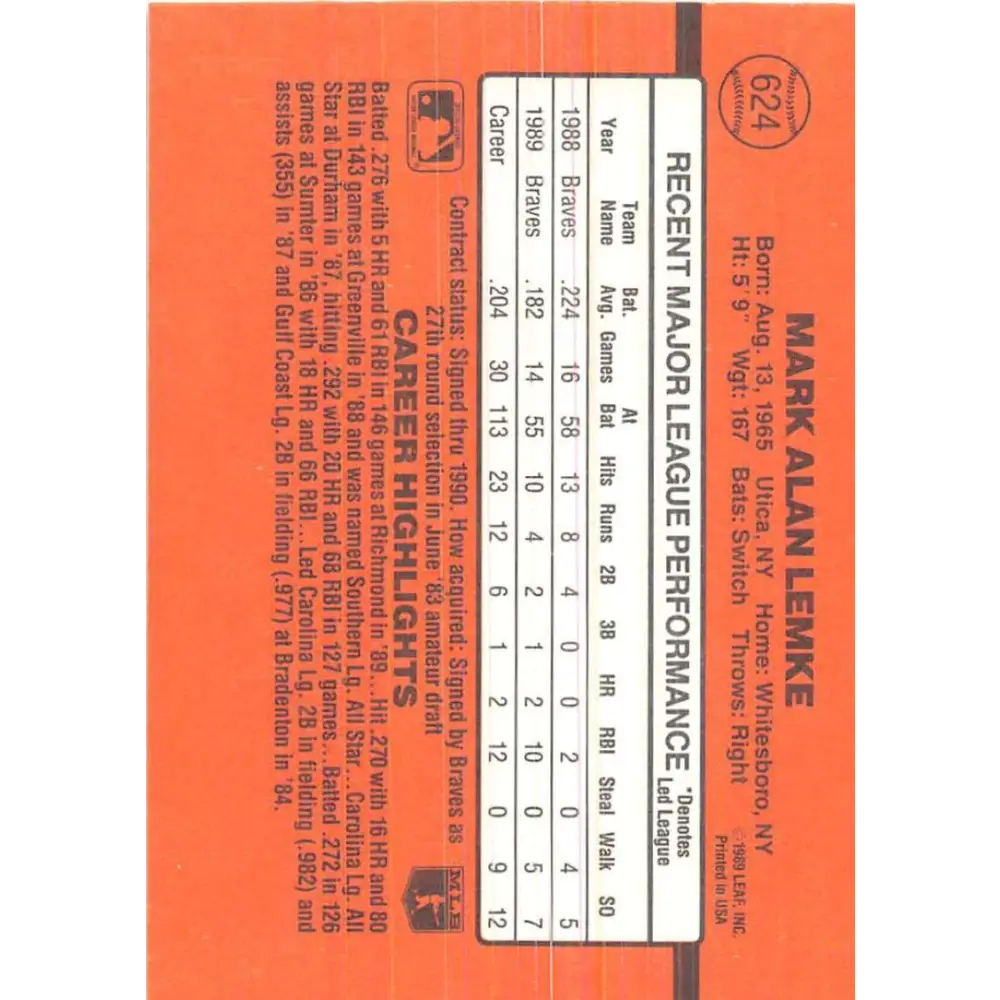 624
MARK ALAN LEMKE
Born: Aug. 13, 1965 Utica, NY Home: Whitesboro, NY
Ht: 5'9" Wgt: 167 Bats: Switch Throws: Right
©1989 LEAF, INC.
Printed in USA
RECENT MAJOR LEAGUE PERFORMANCE
*Denotes
Led League
Year Team Name Bat. Avg. Games At Bat Hits Runs 2B 3B HR RBI Steal Walk SO
1988 Braves .224 16 58 13 8 4 0 0 2 0 4 5
1989 Braves .182 14 55 10 4 2 1 2 10 0 5 7
Career .204 30 113 23 12 6 1 2 12 0 9 12
Contract status: Signed thru 1990. How acquired: Signed by Braves as
27th round selection in June '83 amateur draft
MLB
CAREER HIGHLIGHTS
Batted .276 with 5 HR and 61 RBI in 146 games at Richmond in '89... Hit .270 with 16 HR and 80
RBI in 143 games at Greenville in '88 and was named Southern Lg. All Star... Carolina Lg. All
Star at Durham in '87, hitting .292 with 20 HR and 68 RBI in 127 games... Batted .272 in 126
games at Sumter in '86 with 18 HR and 66 RBI... Led Carolina Lg. 2B in fielding (.982) and
assists (355) in '87 and Gulf Coast Lg. 2B in fielding (.977) at Bradenton in '84.